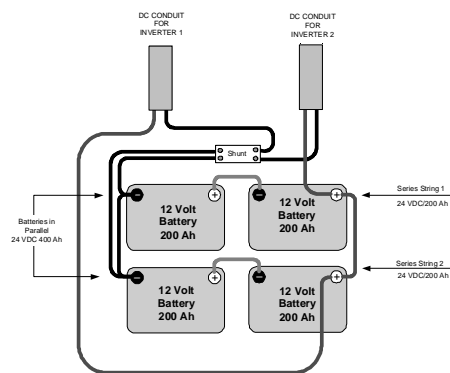 DC CONDUIT
FOR
INVERTER 1
DC CONDUIT
FOR
INVERTER 2
Shunt
Batteries in
Parallel
24 VDC 400 Ah
− 12 Volt
Battery
200 Ah +
− 12 Volt
Battery
200 Ah +
Series String 1
24 VDC/200 Ah
− 12 Volt
Battery
200 Ah +
− 12 Volt
Battery
200 Ah +
Series String 2
24 VDC/200 Ah